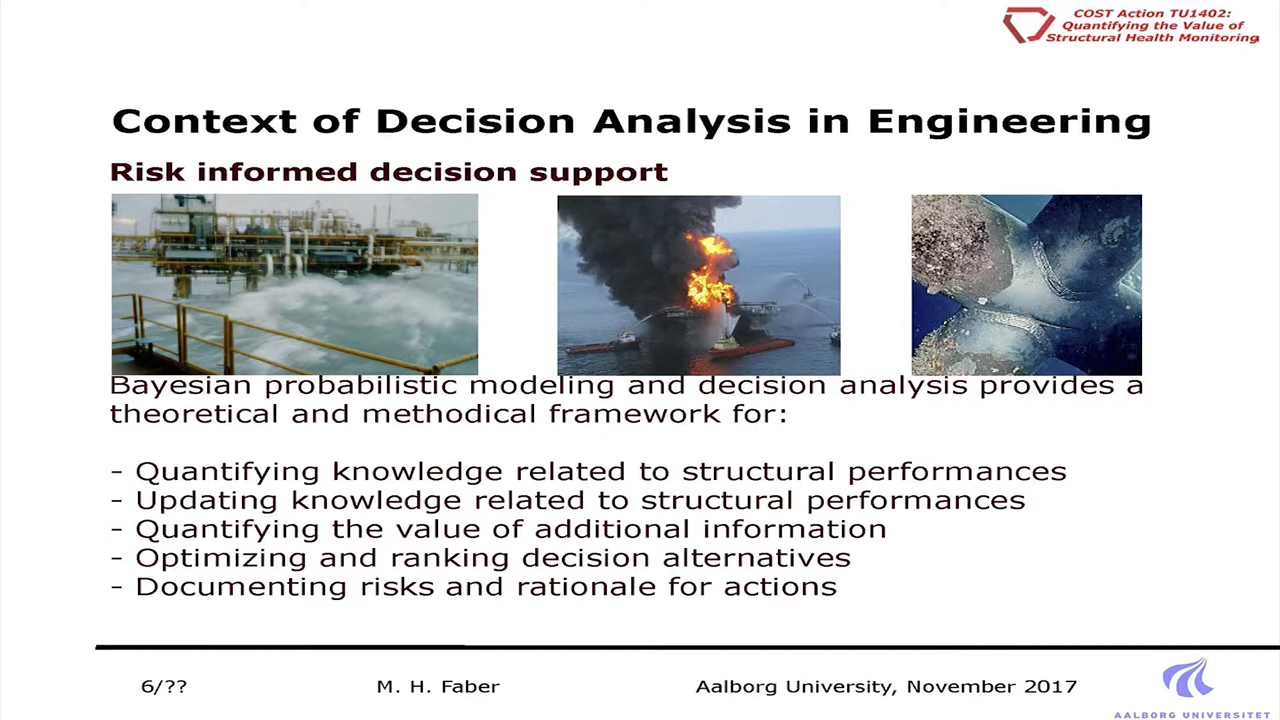 COST Action TU1402:
Quantifying the Value of
Structural Health Monitoring
Context of Decision Analysis in Engineering
Risk informed decision support
Bayesian probabilistic modeling and decision analysis provides a
theoretical and methodical framework for:
- Quantifying knowledge related to structural performances
- Updating knowledge related to structural performances
- Quantifying the value of additional information
- Optimizing and ranking decision alternatives
- Documenting risks and rationale for actions
6/?? M. H. Faber Aalborg University, November 2017
AALBORG UNIVERSITET